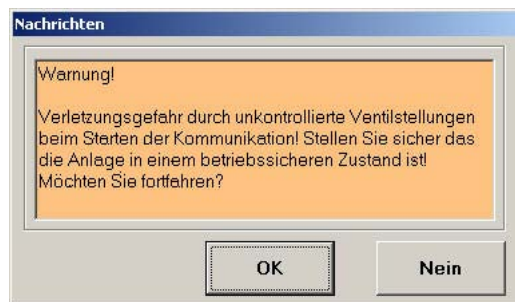 Nachrichten
Warnung!
Verletzungsgefahr durch unkontrollierte Ventilstellungen
beim Starten der Kommunikation! Stellen Sie sicher das
die Anlage in einem betriebssicheren Zustand ist!
Möchten Sie fortfahren?
OK
Nein